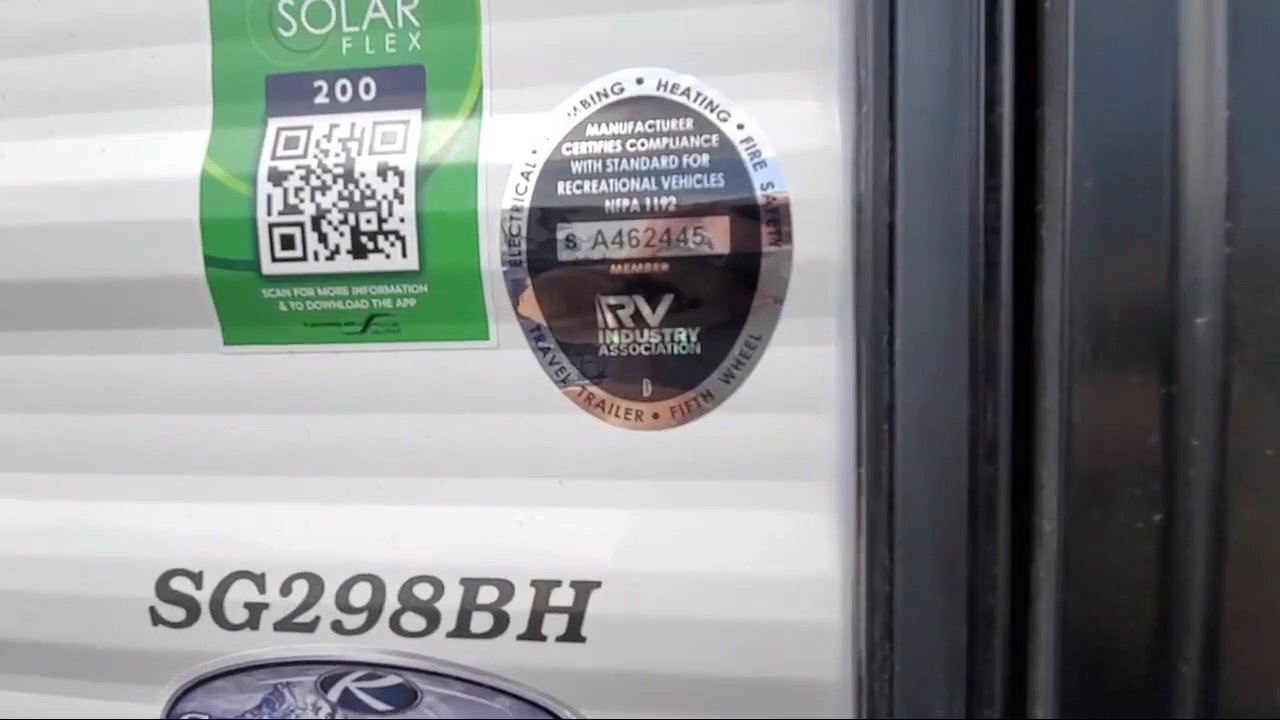 SOLAR
FLEX
200
SCAN FOR MORE INFORMATION
& TO DOWNLOAD THE APP
HEATING • FIRE SAFETY
ELECTRICAL •
MANUFACTURER
CERTIFIES COMPLIANCE
WITH STANDARD FOR
RECREATIONAL VEHICLES
NFPA 1192
S A462445
MEMBER
RV
INDUSTRY
ASSOCIATION
D
TRAVEL TRAILER • FIFTH WHEEL
SG298BH
K